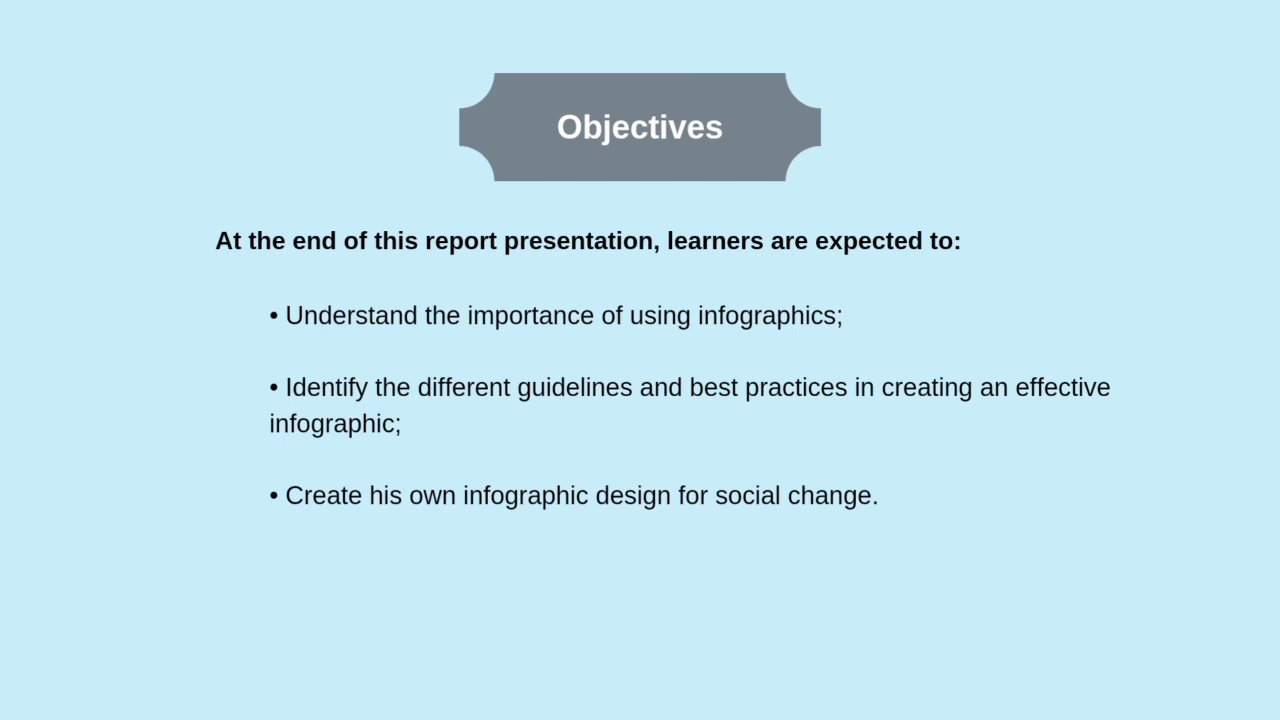 Objectives
At the end of this report presentation, learners are expected to:
• Understand the importance of using infographics;
• Identify the different guidelines and best practices in creating an effective
infographic;
• Create his own infographic design for social change.